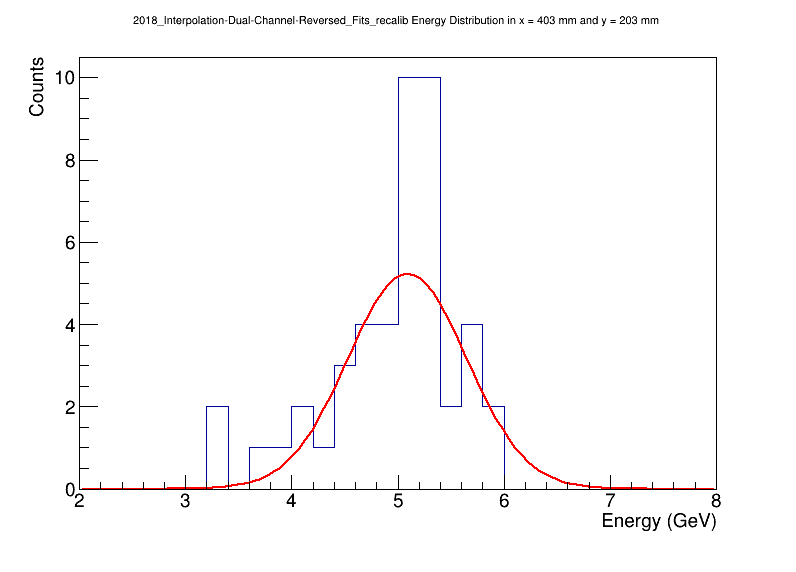 2018_Interpolation-Dual-Channel-Reversed_Fits_recalib Energy Distribution in x = 403 mm and y = 203 mm
Counts
10
8
6
4
2
0
2 3 4 5 6 7 8
Energy (GeV)